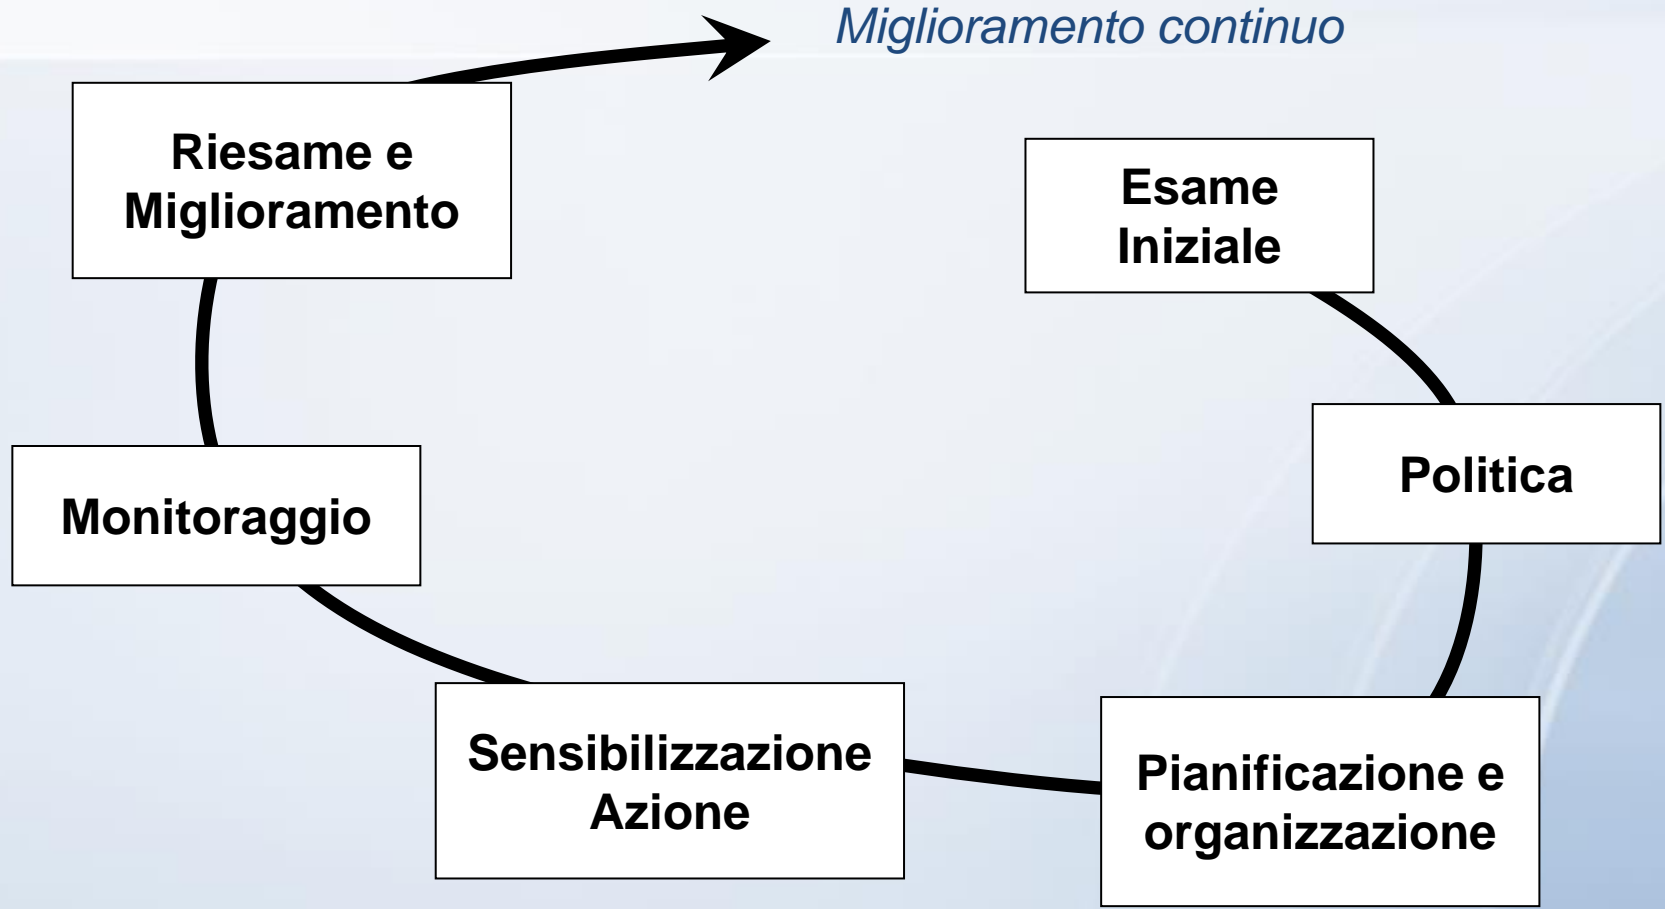 Miglioramento continuo
Riesame e
Miglioramento
Esame
Iniziale
Politica
Monitoraggio
Sensibilizzazione
Azione
Pianificazione e
organizzazione